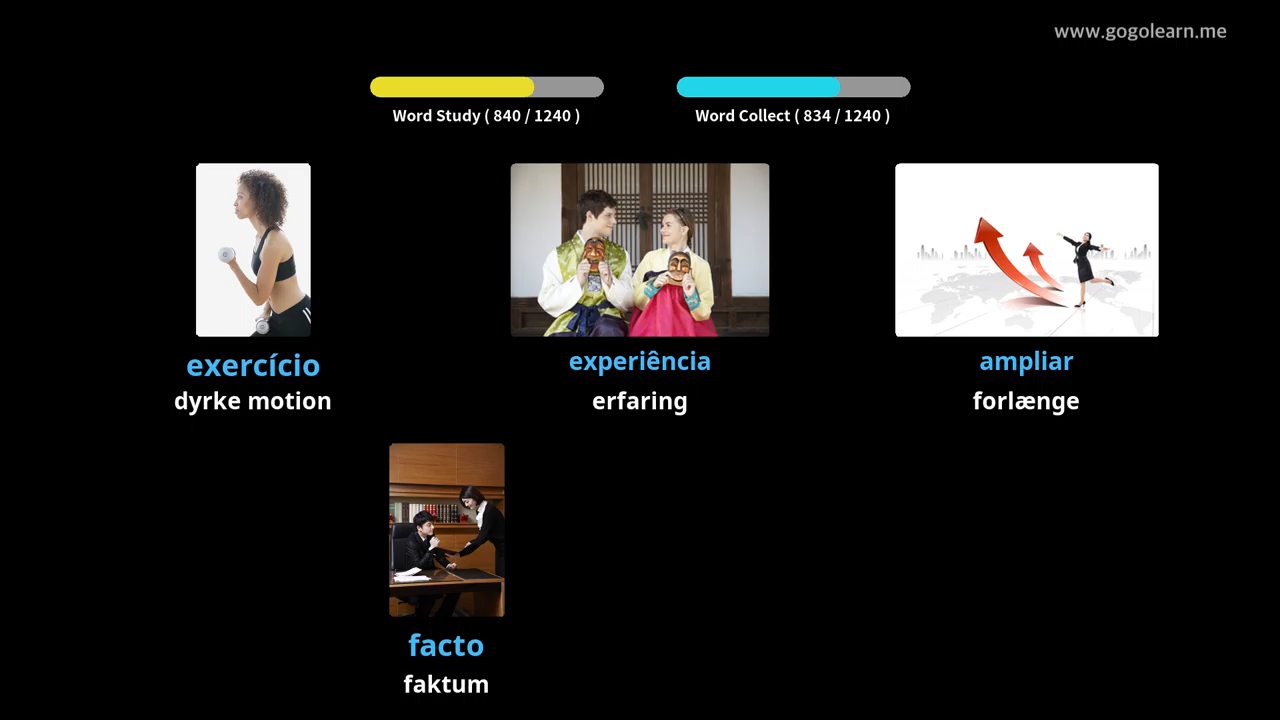 www.gogolearn.me
Word Study ( 840 / 1240 )
Word Collect ( 834 / 1240 )
exercício
dyrke motion
experiência
erfaring
ampliar
forlænge
facto
faktum